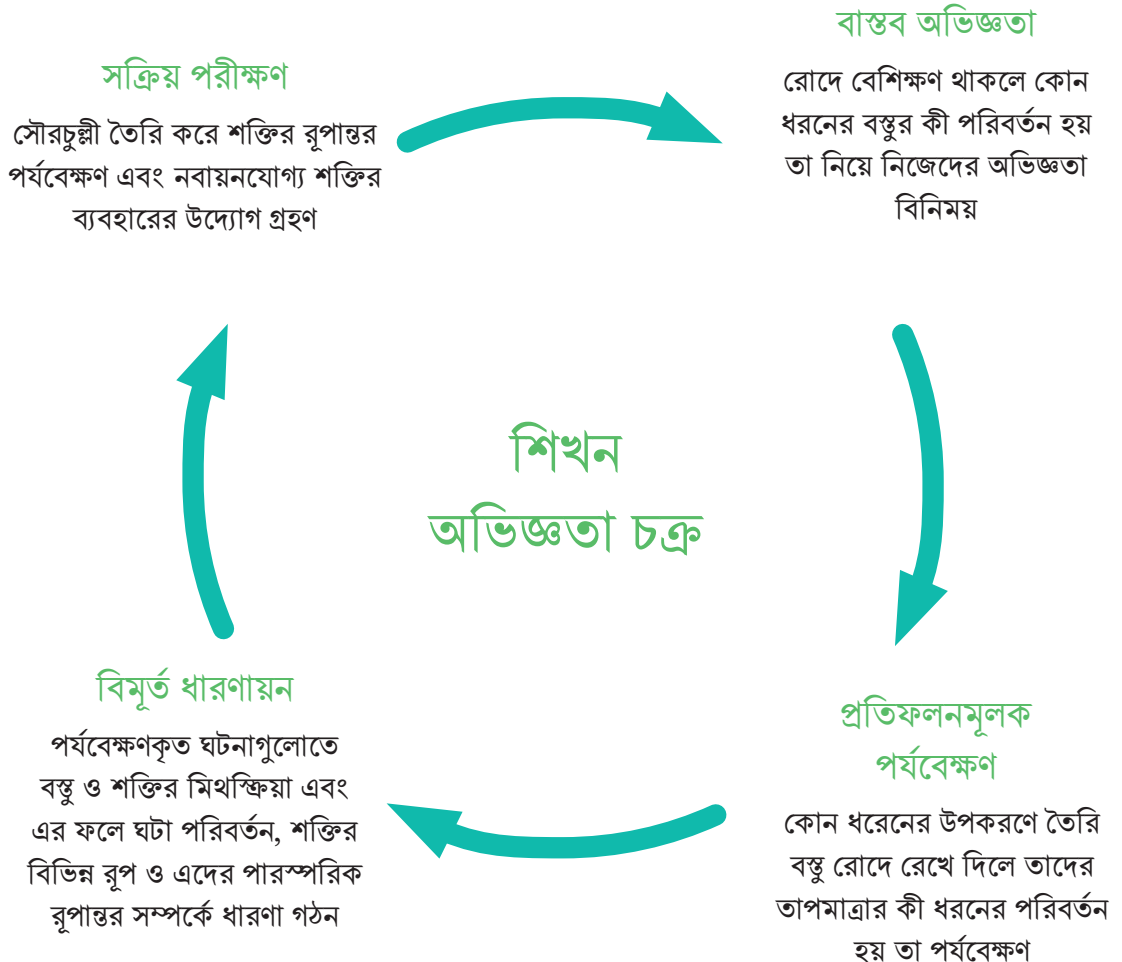 বাস্তব অভিজ্ঞতা
রোদে বেশিক্ষণ থাকলে কোন
ধরনের বস্তুর কী পরিবর্তন হয়
তা নিয়ে নিজেদের অভিজ্ঞতা
বিনিময়
প্রতিফলনমূলক
পর্যবেক্ষণ
কোন ধরেনের উপকরণে তৈরি
বস্তু রোদে রেখে দিলে তাদের
তাপমাত্রার কী ধরনের পরিবর্তন
হয় তা পর্যবেক্ষণ
বিমূর্ত ধারণায়ন
পর্যবেক্ষণকৃত ঘটনাগুলোতে
বস্তু ও শক্তির মিথস্ক্রিয়া এবং
এর ফলে ঘটা পরিবর্তন, শক্তির
বিভিন্ন রূপ ও এদের পারস্পরিক
রূপান্তর সম্পর্কে ধারণা গঠন
সক্রিয় পরীক্ষণ
সৌরচুল্লী তৈরি করে শক্তির রূপান্তর
পর্যবেক্ষণ এবং নবায়নযোগ্য শক্তির
ব্যবহারের উদ্যোগ গ্রহণ
শিখন
অভিজ্ঞতা চক্র